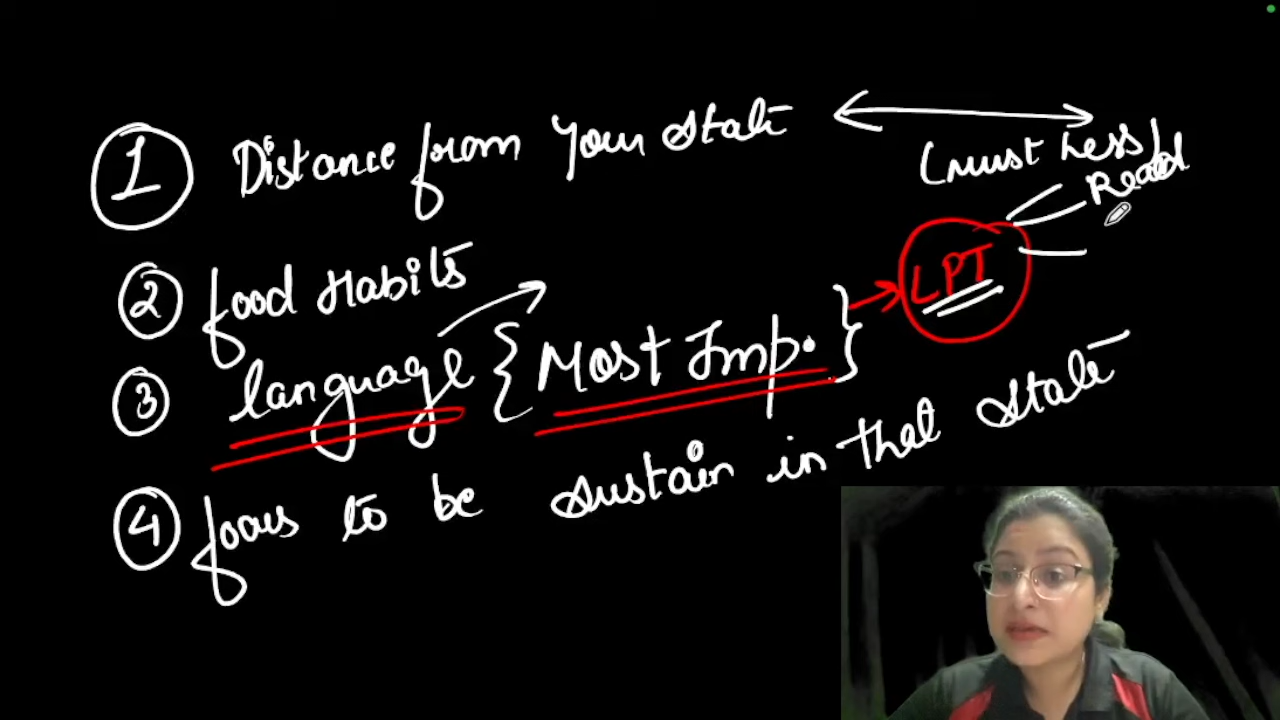 1 Distance from your state
(must Less)
Read
2 food Habits
LPT
3 language { Most Imp. }
4 focus to be sustain in that state